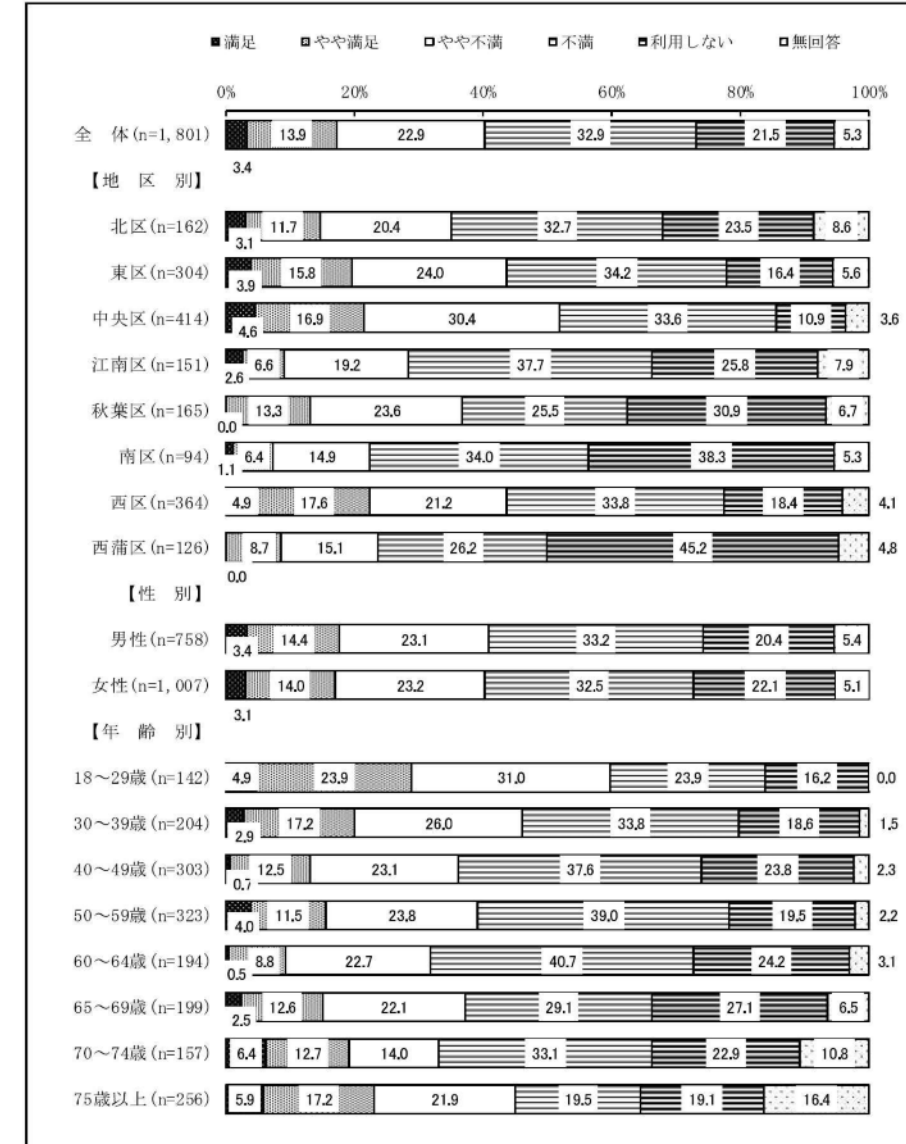 ■満足 やや満足 やや不満 不満 利用しない 無回答
0% 20% 40% 60% 80% 100%
全 体(n=1,801) 13.9 22.9 32.9 21.5 5.3
3.4
【地 区 別】
北区(n=162) 3.1 11.7 20.4 32.7 23.5 8.6
東区(n=304) 3.9 15.8 24.0 34.2 16.4 5.6
中央区(n=414) 4.6 16.9 30.4 33.6 10.9 3.6
江南区(n=151) 2.6 6.6 19.2 37.7 25.8 7.9
秋葉区(n=165) 0.0 13.3 23.6 25.5 30.9 6.7
南区(n=94) 1.1 6.4 14.9 34.0 38.3 5.3
西区(n=364) 4.9 17.6 21.2 33.8 18.4 4.1
西蒲区(n=126) 8.7 15.1 26.2 45.2 4.8
0.0
【性 別】
男性(n=758) 3.4 14.4 23.1 33.2 20.4 5.4
女性(n=1,007) 14.0 23.2 32.5 22.1 5.1
3.1
【年 齢 別】
18～29歳(n=142) 4.9 23.9 31.0 23.9 16.2 0.0
30～39歳(n=204) 2.9 17.2 26.0 33.8 18.6 1.5
40～49歳(n=303) 0.7 12.5 23.1 37.6 23.8 2.3
50～59歳(n=323) 4.0 11.5 23.8 39.0 19.5 2.2
60～64歳(n=194) 0.5 8.8 22.7 40.7 24.2 3.1
65～69歳(n=199) 2.5 12.6 22.1 29.1 27.1 6.5
70～74歳(n=157) 6.4 12.7 14.0 33.1 22.9 10.8
75歳以上(n=256) 5.9 17.2 21.9 19.5 19.1 16.4